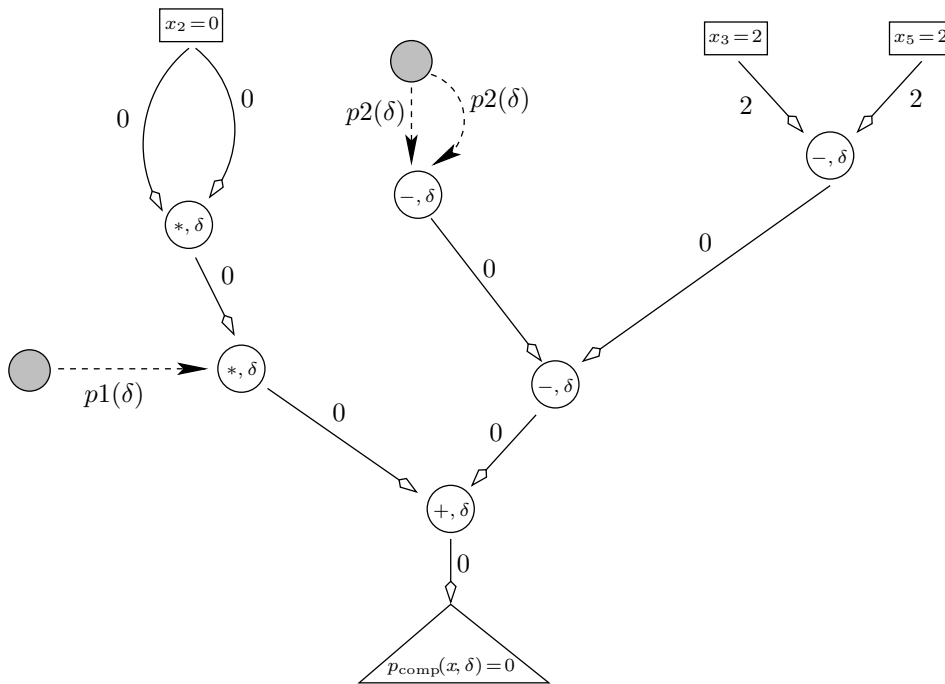 x₂=0
x₃=2
x₅=2
0
0
p2(δ)
p2(δ)
2
2
−, δ
−, δ
∗, δ
0
0
0
∗, δ
p1(δ)
−, δ
0
0
+, δ
0
p_comp(x, δ)=0